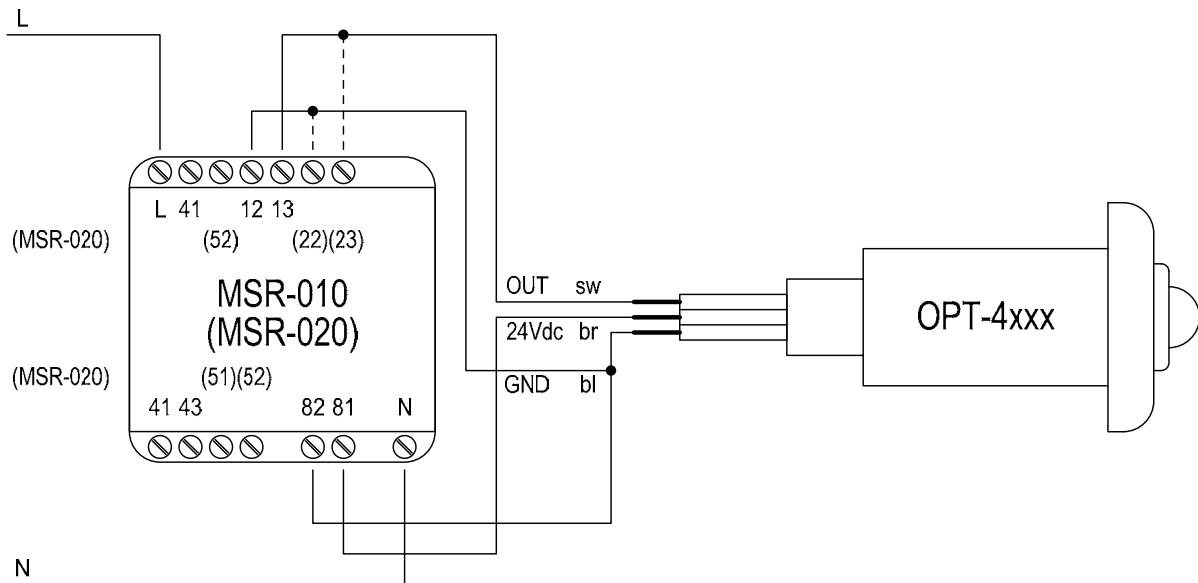 L
L 41 12 13
(MSR-020) (52) (22)(23)
MSR-010
(MSR-020)
(MSR-020) (51)(52)
41 43 82 81 N
OUT sw
24Vdc br
GND bl
OPT-4xxx
N